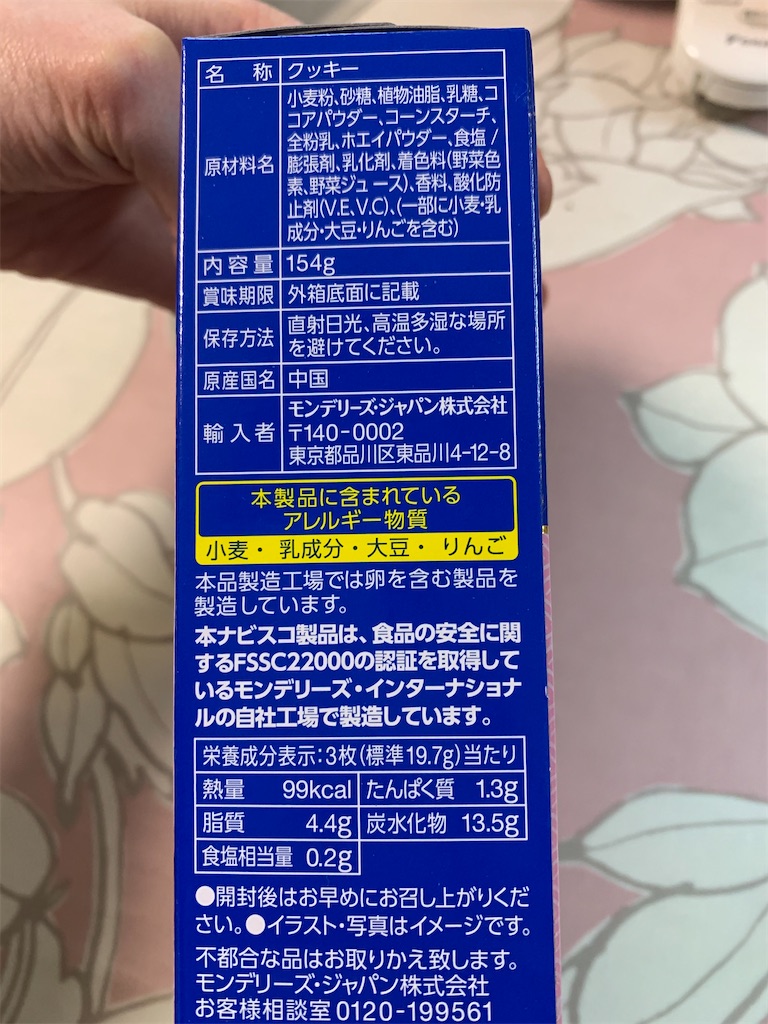 名称 クッキー
原材料名
小麦粉、砂糖、植物油脂、乳糖、コ
コアパウダー、コーンスターチ、
全粉乳、ホエイパウダー、食塩/
膨張剤、乳化剤、着色料(野菜色
素、野菜ジュース)、香料、酸化防
止剤(V.E、V.C)、(一部に小麦・乳
成分・大豆・りんごを含む)
内容量 154g
賞味期限 外箱底面に記載
保存方法
直射日光、高温多湿な場所
を避けてください。
原産国名 中国
輸入者
モンデリーズ・ジャパン株式会社
〒140-0002
東京都品川区東品川4-12-8
本製品に含まれている
アレルギー物質
小麦・ 乳成分・大豆・ りんご
本品製造工場では卵を含む製品を
製造しています。
本ナビスコ製品は、食品の安全に関
するFSSC22000の認証を取得して
いるモンデリーズ・インターナショナ
ルの自社工場で製造しています。
栄養成分表示:3枚(標準19.7g)当たり
熱量 99kcal たんぱく質 1.3g
脂質 4.4g 炭水化物 13.5g
食塩相当量 0.2g
●開封後はお早めにお召し上がりくだ
さい。●イラスト・写真はイメージです。
不都合な品はお取りかえ致します。
モンデリーズ・ジャパン株式会社
お客様相談室 0120-199561